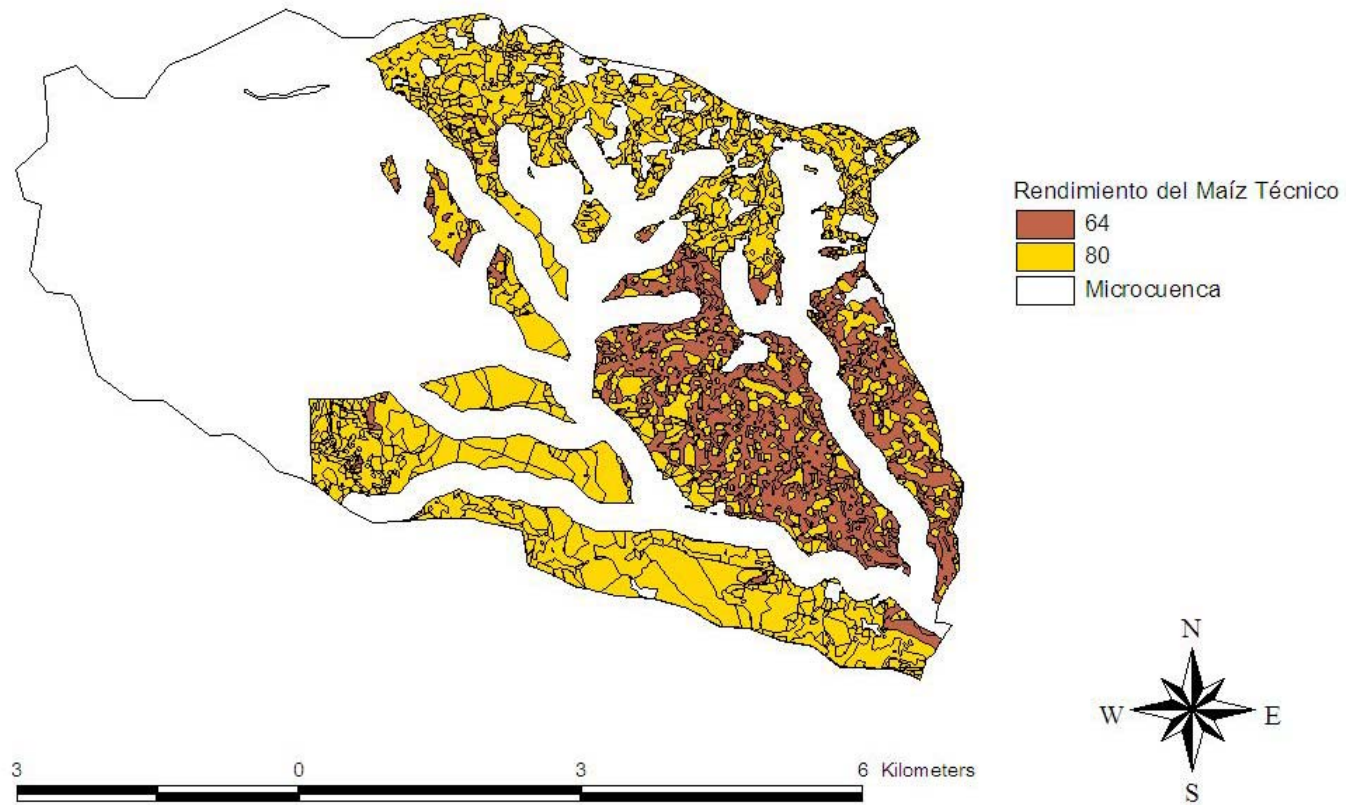 Rendimiento del Maíz Técnico
64
80
Microcuenca
N
W E
S
3 0 3 6 Kilometers